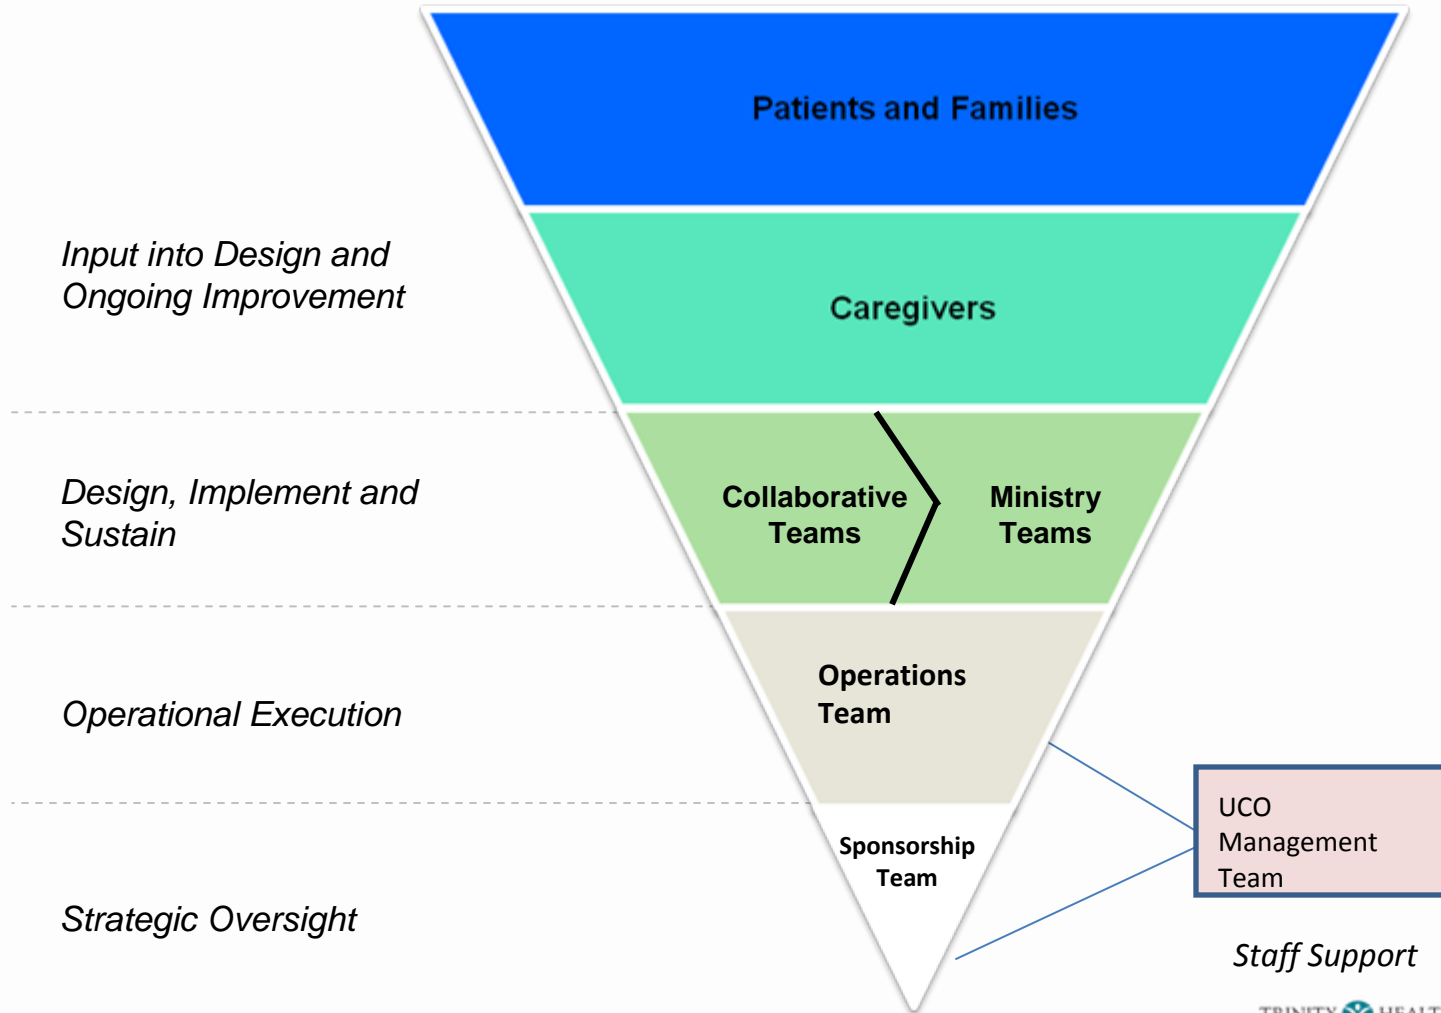 Patients and Families
Input into Design and
Ongoing Improvement
Caregivers
Design, Implement and
Sustain
Collaborative
Teams
Ministry
Teams
Operational Execution
Operations
Team
Strategic Oversight
Sponsorship
Team
UCO
Management
Team
Staff Support